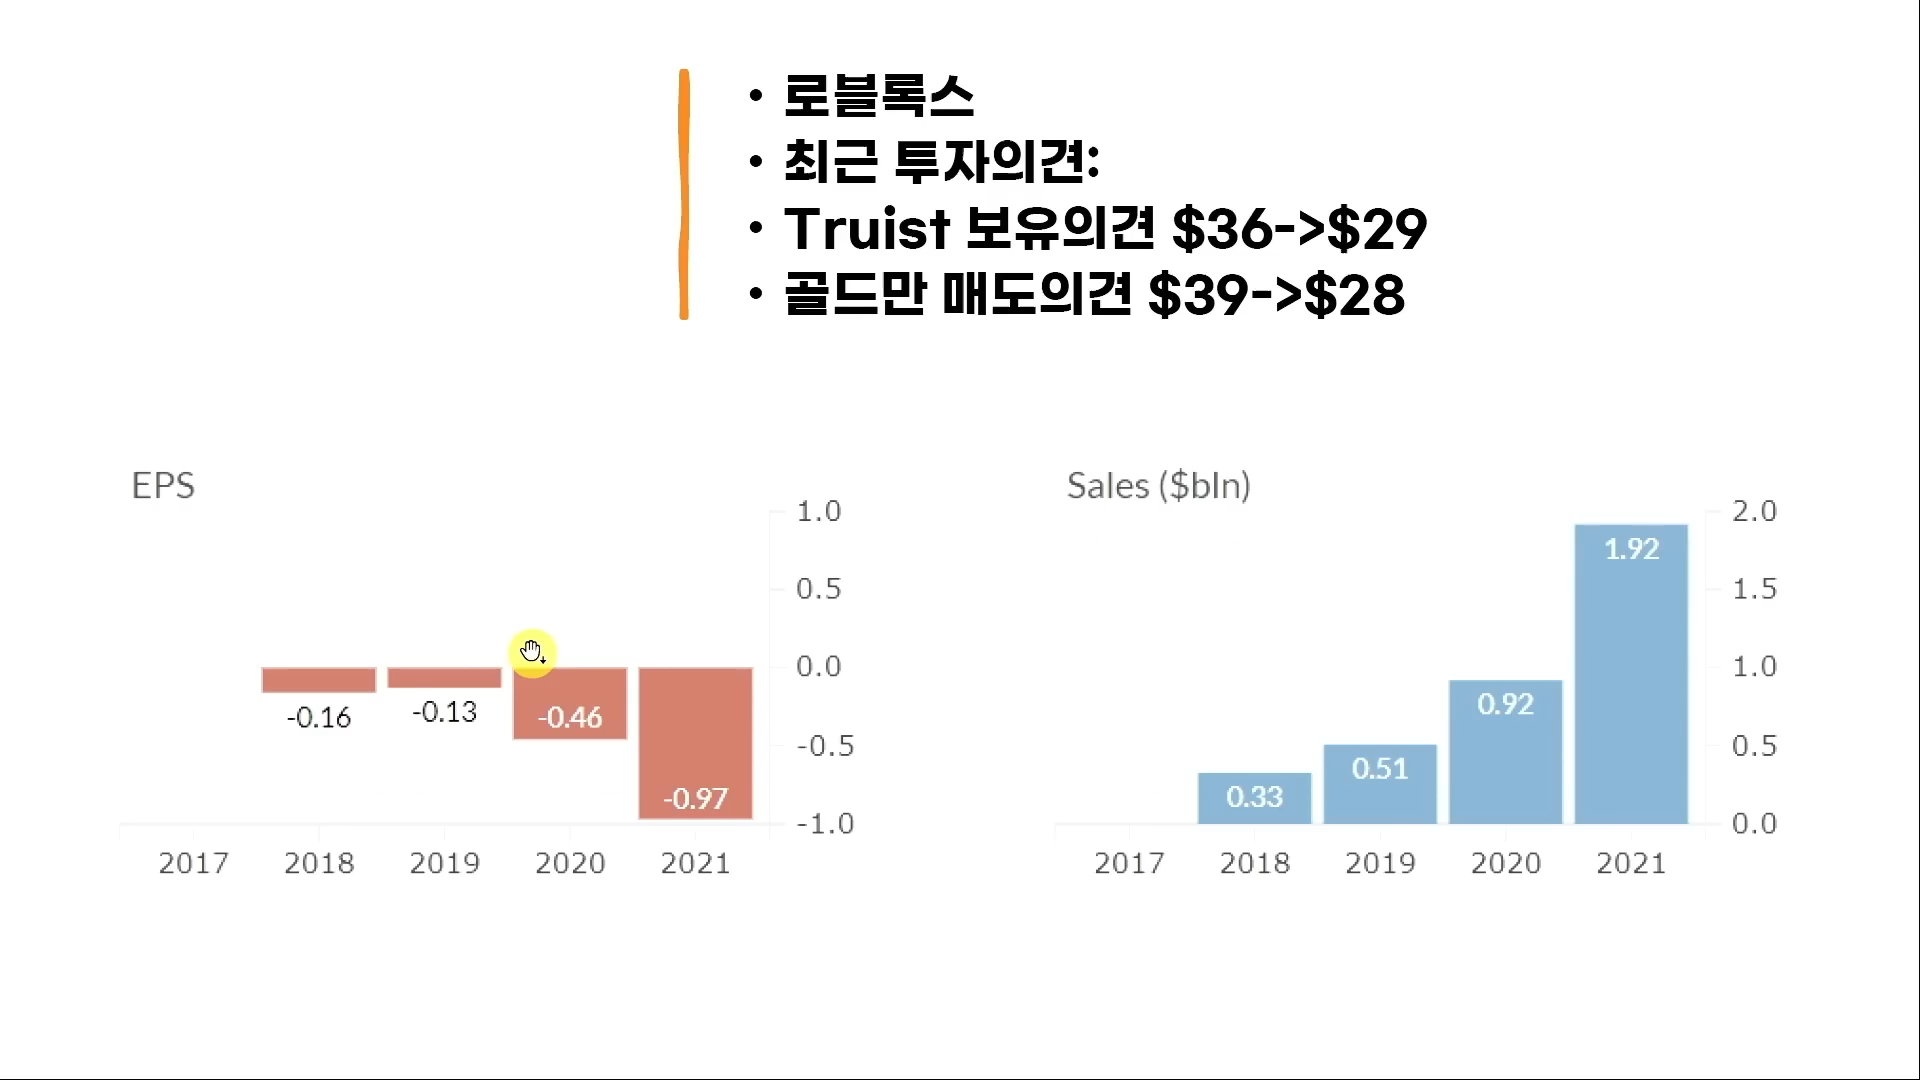 • 로블록스
• 최근 투자의견:
• Truist 보유의견 $36->$29
• 골드만 매도의견 $39->$28
EPS
1.0
0.5
0.0
-0.5
-1.0
-0.16
-0.13
-0.46
-0.97
2017 2018 2019 2020 2021
Sales ($bln)
2.0
1.5
1.0
0.5
0.0
0.33
0.51
0.92
1.92
2017 2018 2019 2020 2021